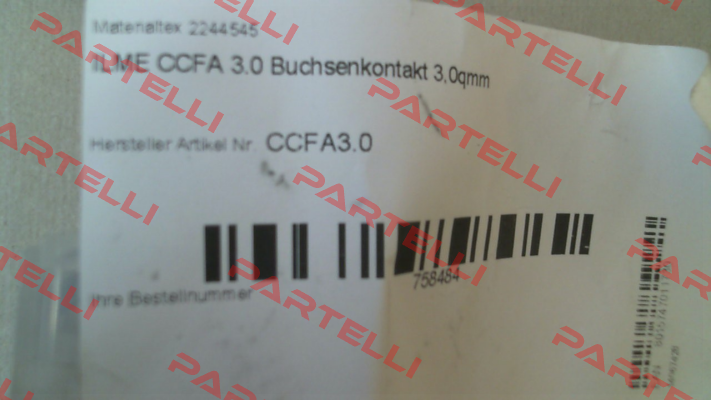 Materialtex 2244545
ILME CCFA 3.0 Buchsenkontakt 3,0qmm
Hersteller Artikel Nr. CCFA3.0
758484
Ihre Bestellnummer
PARTELLI